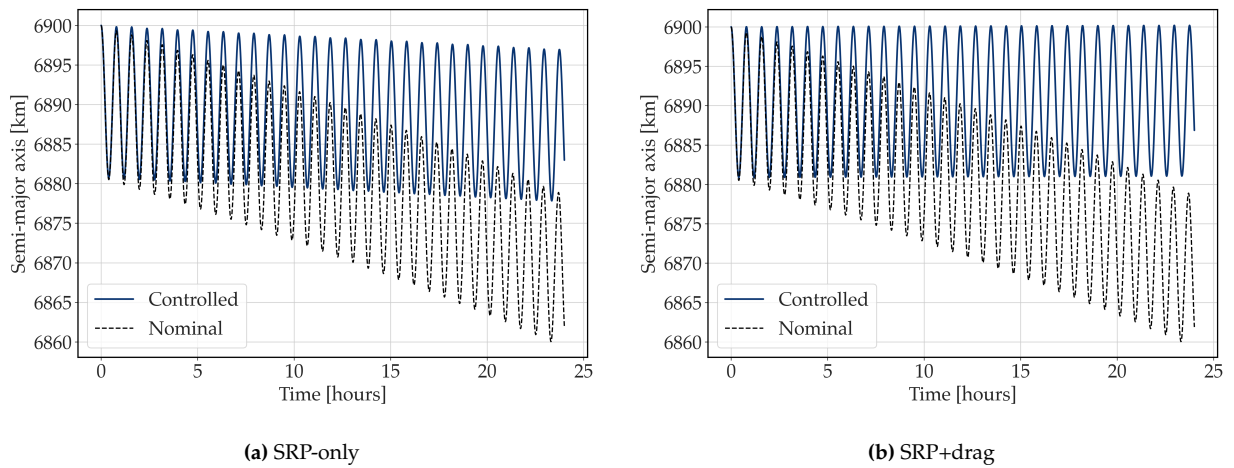 6900
6895
6890
6885
6880
6875
6870
6865
6860
Semi-major axis [km]
Controlled
Nominal
0 5 10 15 20 25
Time [hours]
(a) SRP-only
6900
6895
6890
6885
6880
6875
6870
6865
6860
Semi-major axis [km]
Controlled
Nominal
0 5 10 15 20 25
Time [hours]
(b) SRP+drag